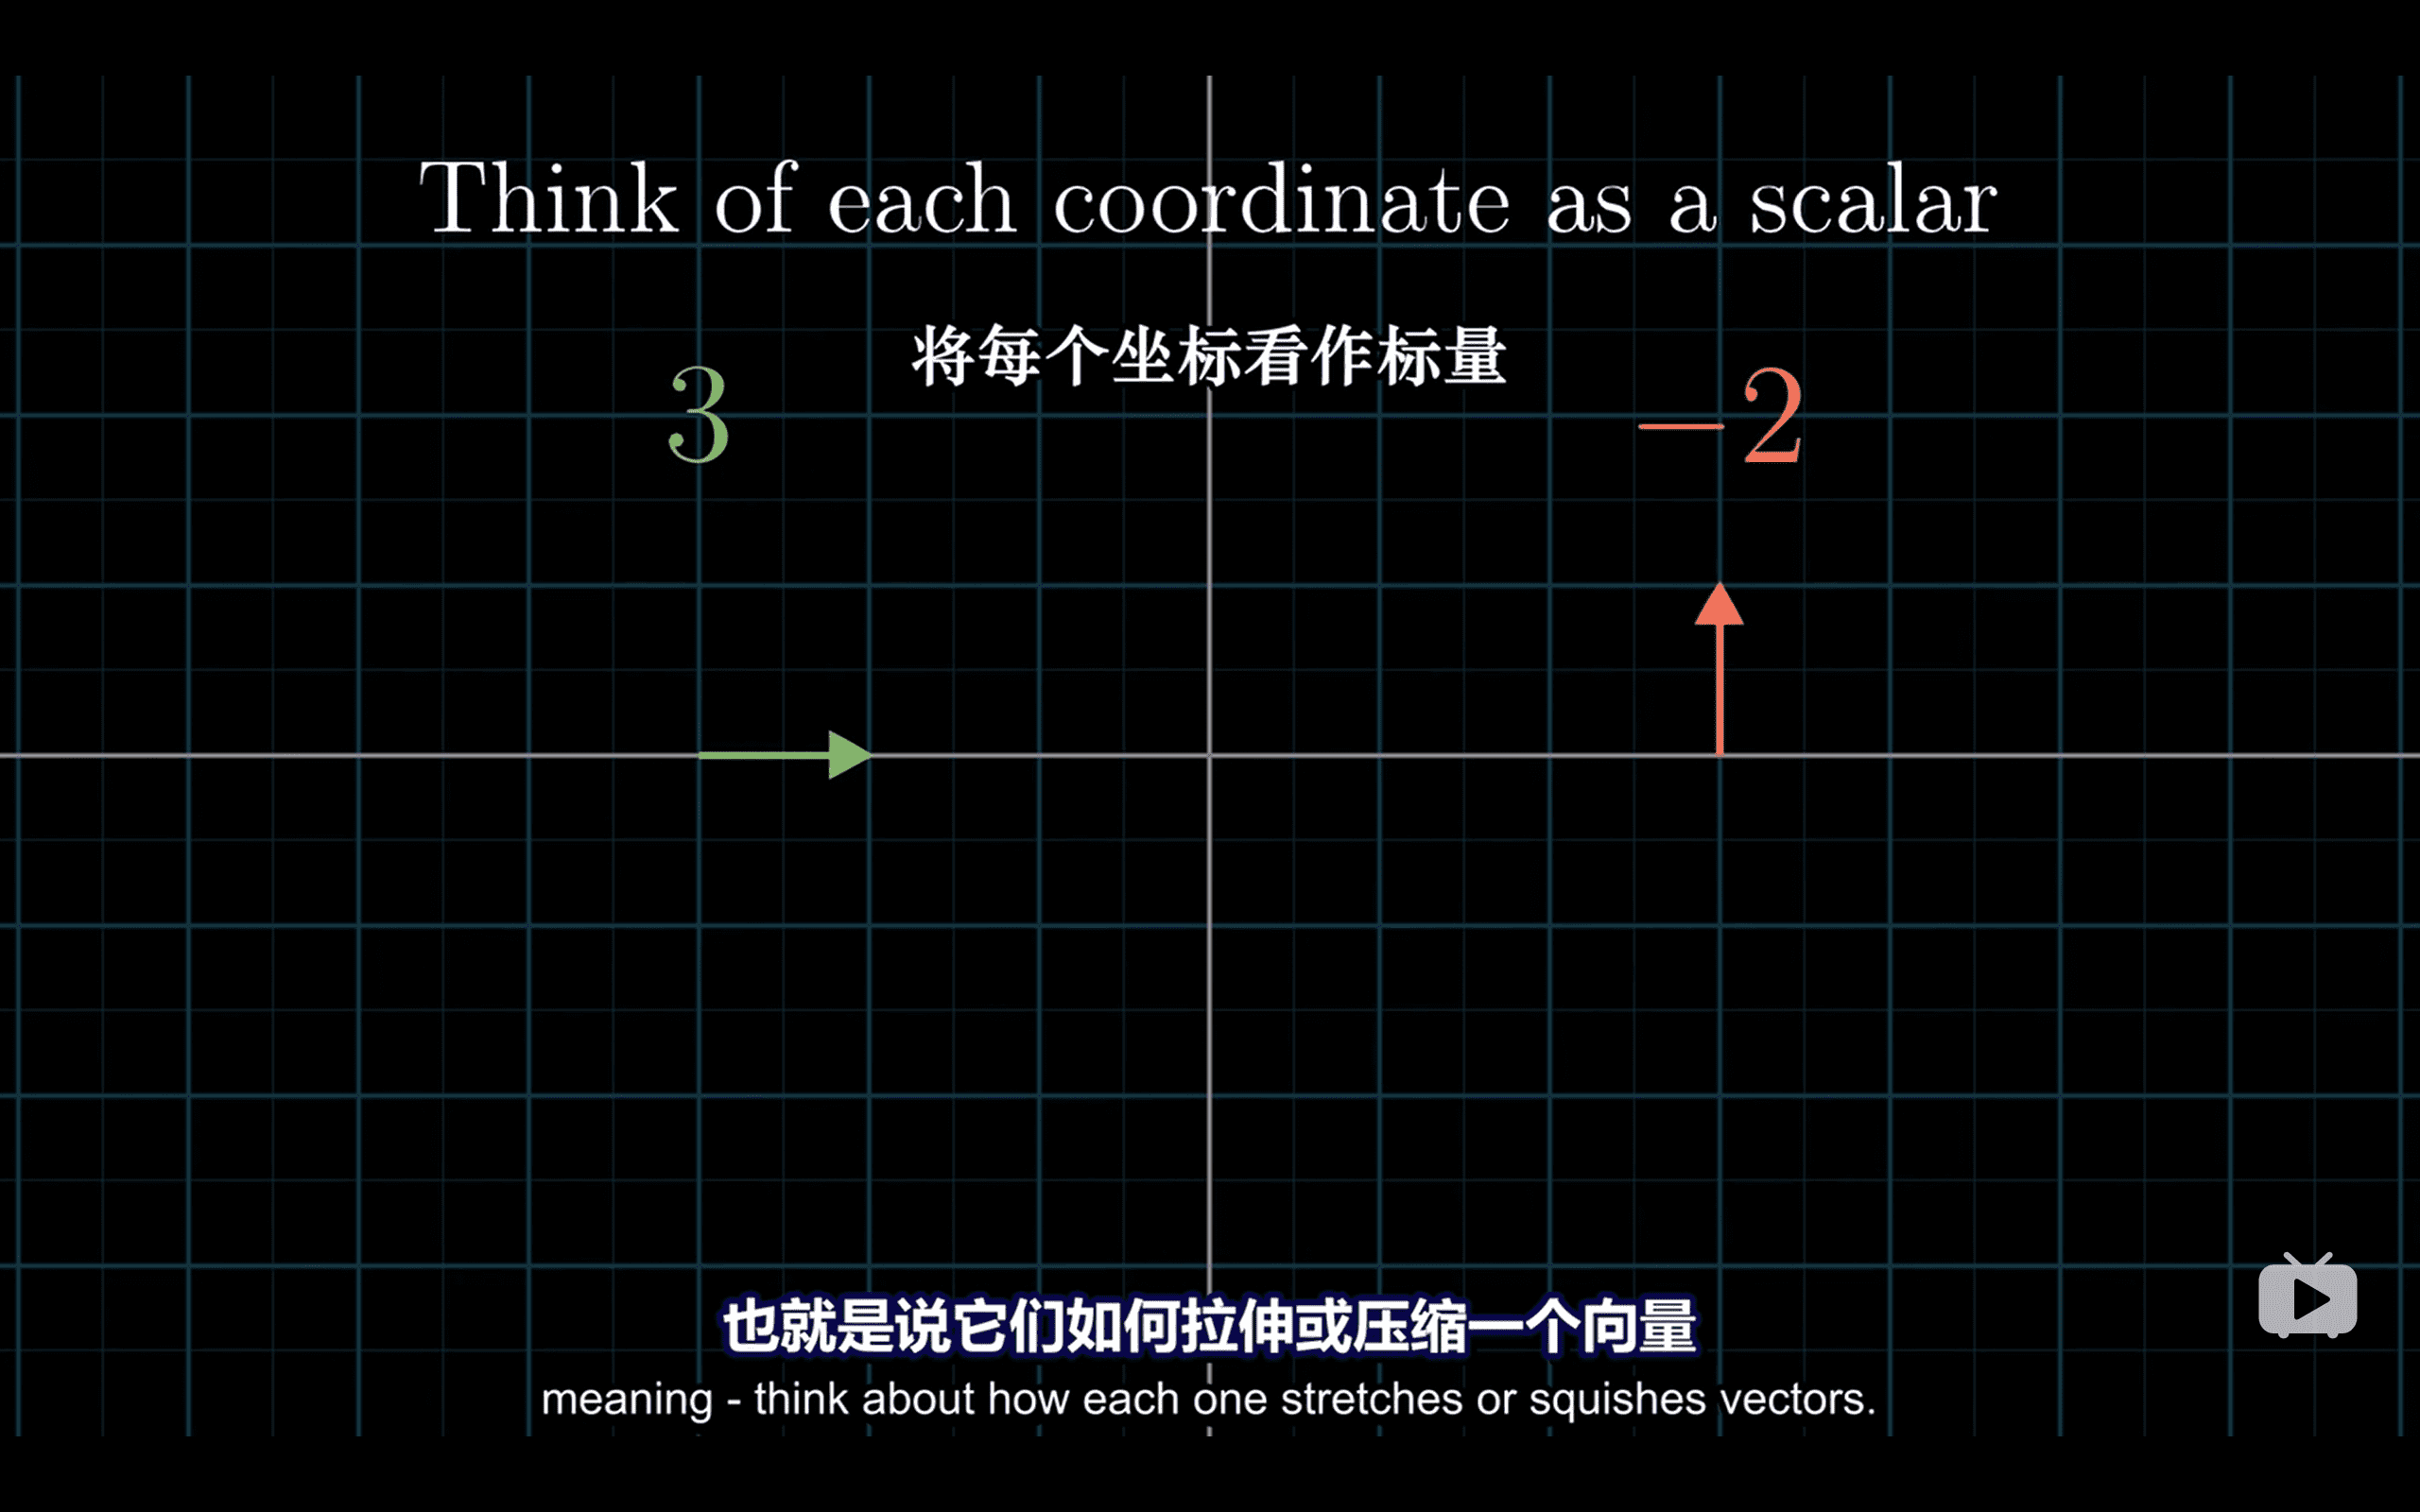 Think of each coordinate as a scalar
将每个坐标看作标量
3
−2
也就是说它们如何拉伸或压缩一个向量
meaning - think about how each one stretches or squishes vectors.